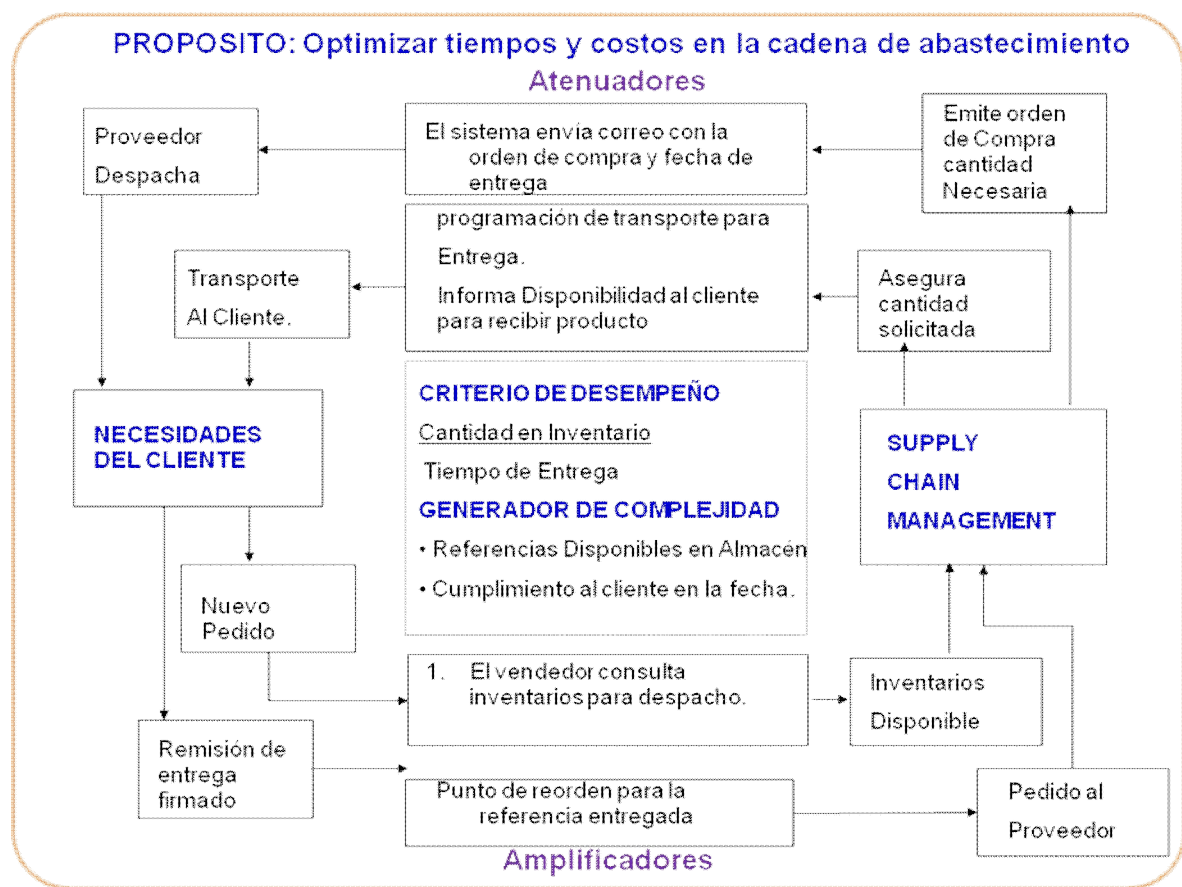 PROPOSITO: Optimizar tiempos y costos en la cadena de abastecimiento
Atenuadores
Proveedor
Despacha
El sistema envía correo con la
orden de compra y fecha de
entrega
Emite orden
de Compra
cantidad
Necesaria
Transporte
Al Cliente.
programación de transporte para
Entrega.
Informa Disponibilidad al cliente
para recibir producto
Asegura
cantidad
solicitada
NECESIDADES
DEL CLIENTE
CRITERIO DE DESEMPEÑO
Cantidad en Inventario
Tiempo de Entrega
GENERADOR DE COMPLEJIDAD
• Referencias Disponibles en Almacén
• Cumplimiento al cliente en la fecha.
SUPPLY
CHAIN
MANAGEMENT
Nuevo
Pedido
1. El vendedor consulta
inventarios para despacho.
Inventarios
Disponible
Remisión de
entrega
firmado
Punto de reorden para la
referencia entregada
Pedido al
Proveedor
Amplificadores